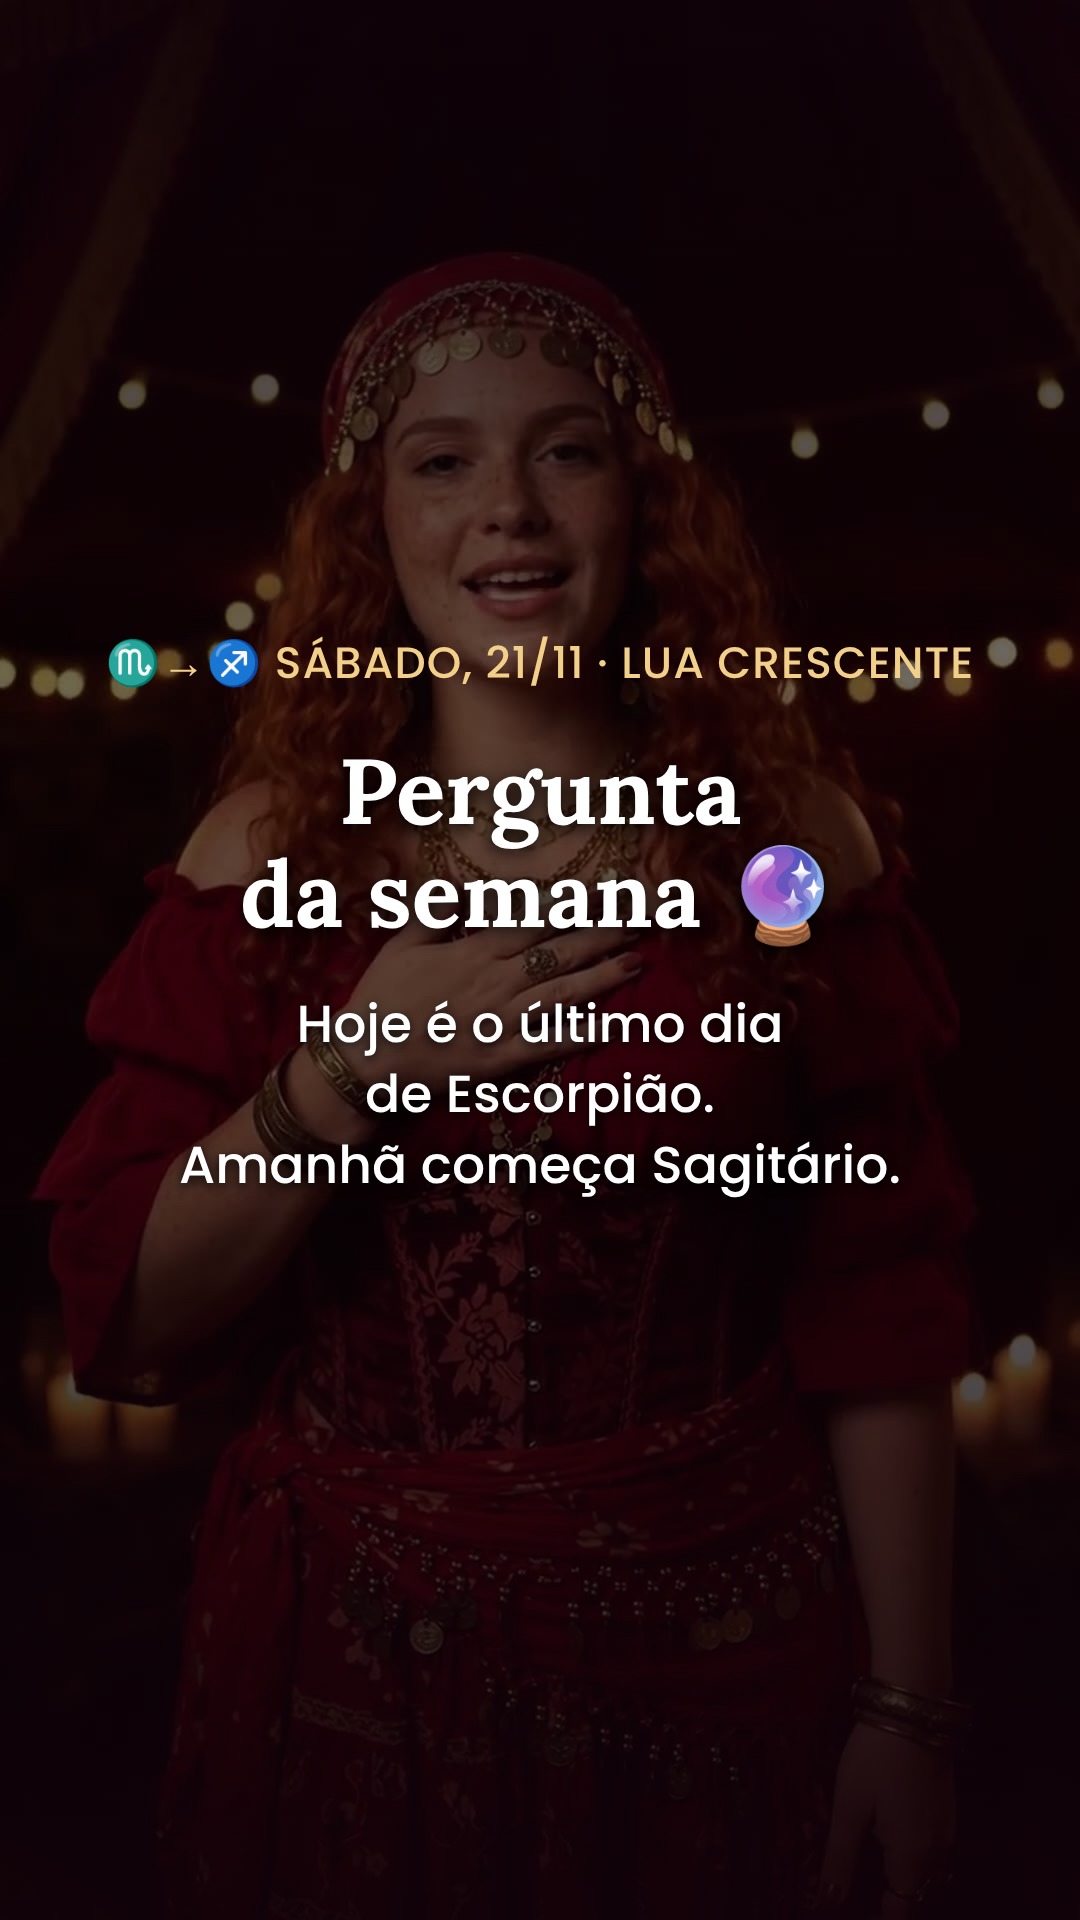 ♏→♐ SÁBADO, 21/11 · LUA CRESCENTE
Pergunta
da semana 🔮
Hoje é o último dia
de Escorpião.
Amanhã começa Sagitário.